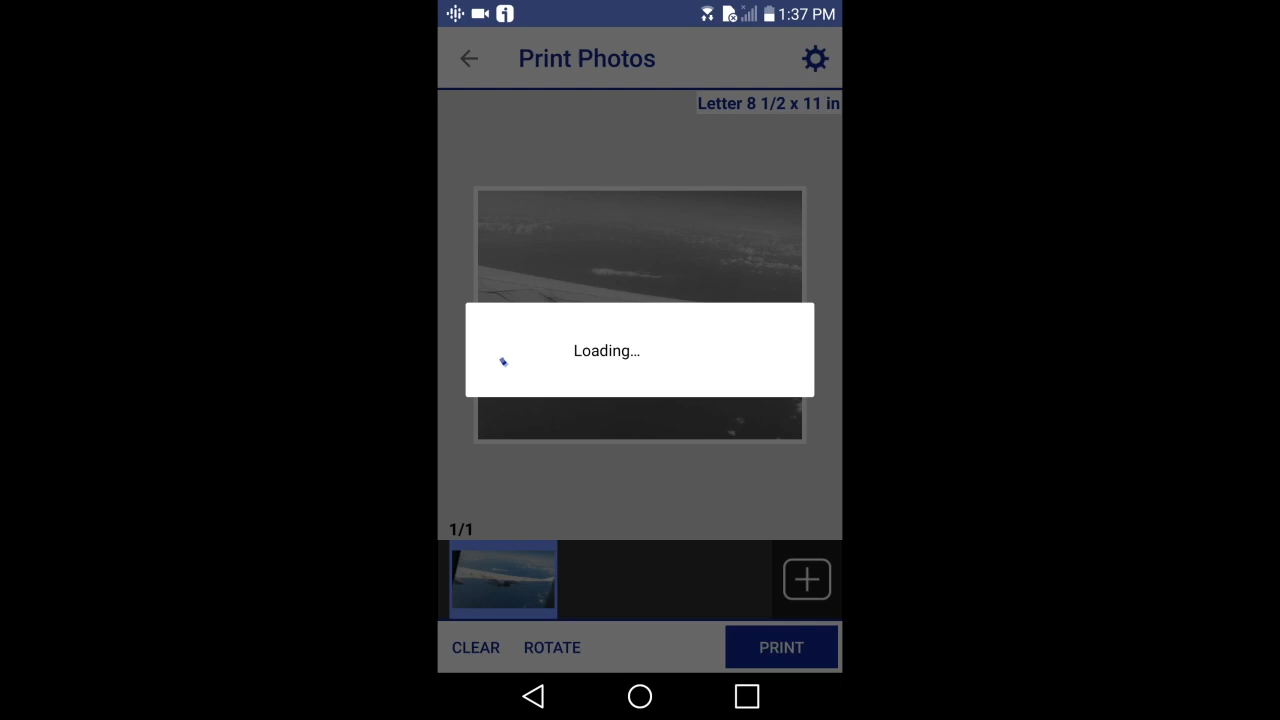 1:37 PM
Print Photos
Letter 8 1/2 x 11 in
Loading...
1/1
CLEAR ROTATE PRINT